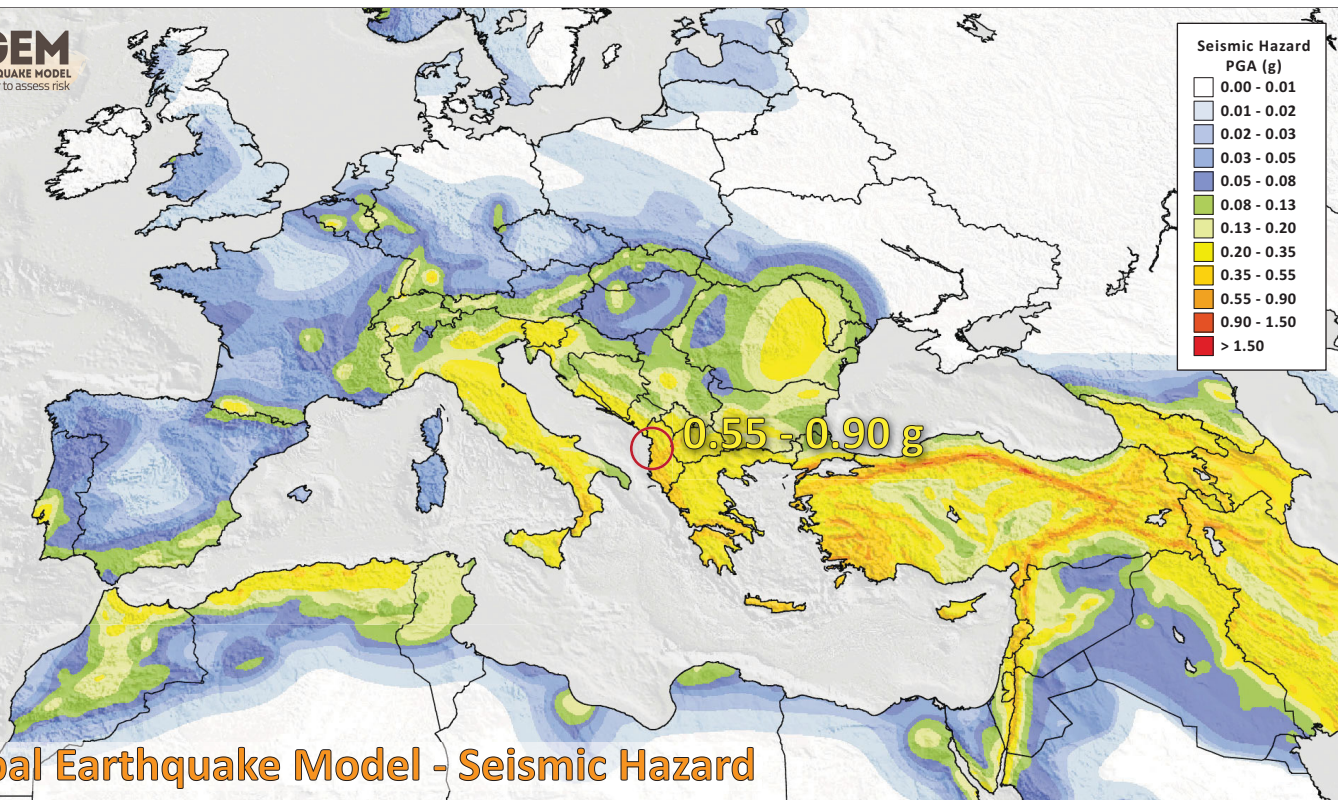 GEM
QUAKE MODEL
to assess risk
Seismic Hazard
PGA (g)
0.00 - 0.01
0.01 - 0.02
0.02 - 0.03
0.03 - 0.05
0.05 - 0.08
0.08 - 0.13
0.13 - 0.20
0.20 - 0.35
0.35 - 0.55
0.55 - 0.90
0.90 - 1.50
> 1.50
0.55 - 0.90 g
bal Earthquake Model - Seismic Hazard